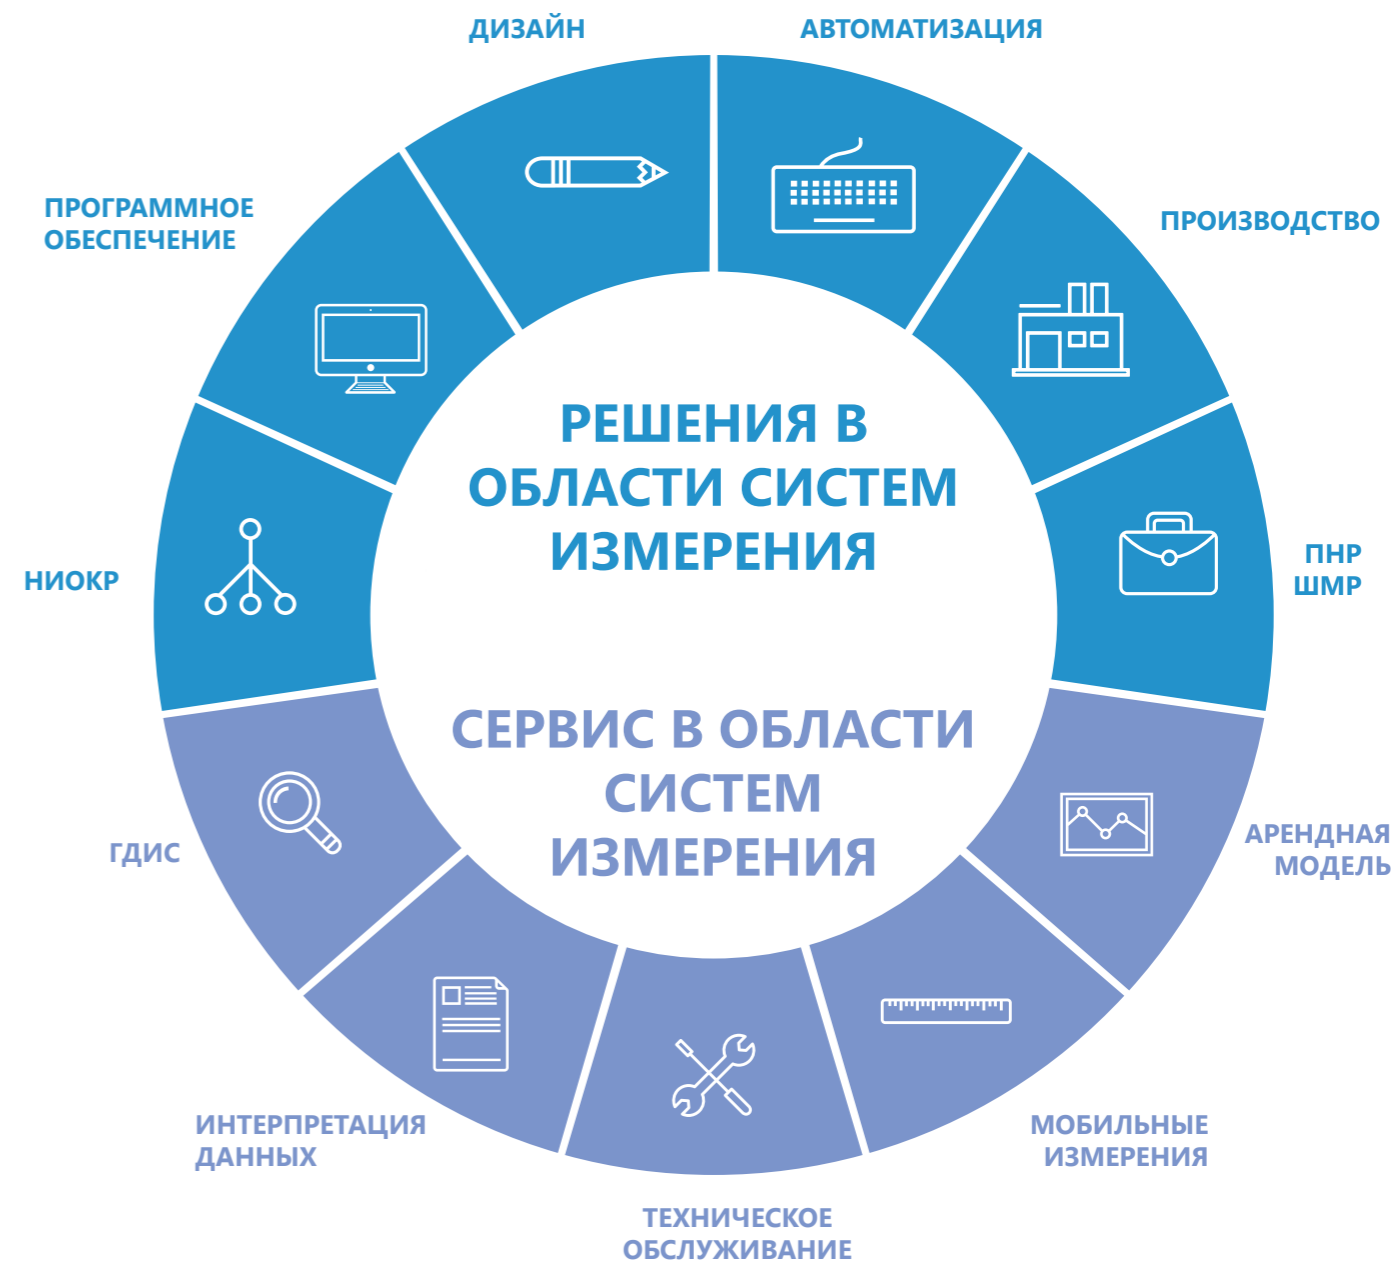 ДИЗАЙН
АВТОМАТИЗАЦИЯ
ПРОГРАММНОЕ
ОБЕСПЕЧЕНИЕ
ПРОИЗВОДСТВО
РЕШЕНИЯ В
ОБЛАСТИ СИСТЕМ
ИЗМЕРЕНИЯ
НИОКР
ПНР
ШМР
СЕРВИС В ОБЛАСТИ
СИСТЕМ
ИЗМЕРЕНИЯ
ГДИС
АРЕНДНАЯ
МОДЕЛЬ
ИНТЕРПРЕТАЦИЯ
ДАННЫХ
МОБИЛЬНЫЕ
ИЗМЕРЕНИЯ
ТЕХНИЧЕСКОЕ
ОБСЛУЖИВАНИЕ